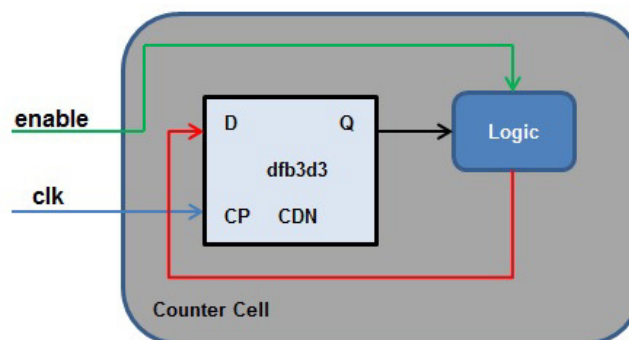 enable
clk
D Q
dfb3d3
CP CDN
Logic
Counter Cell